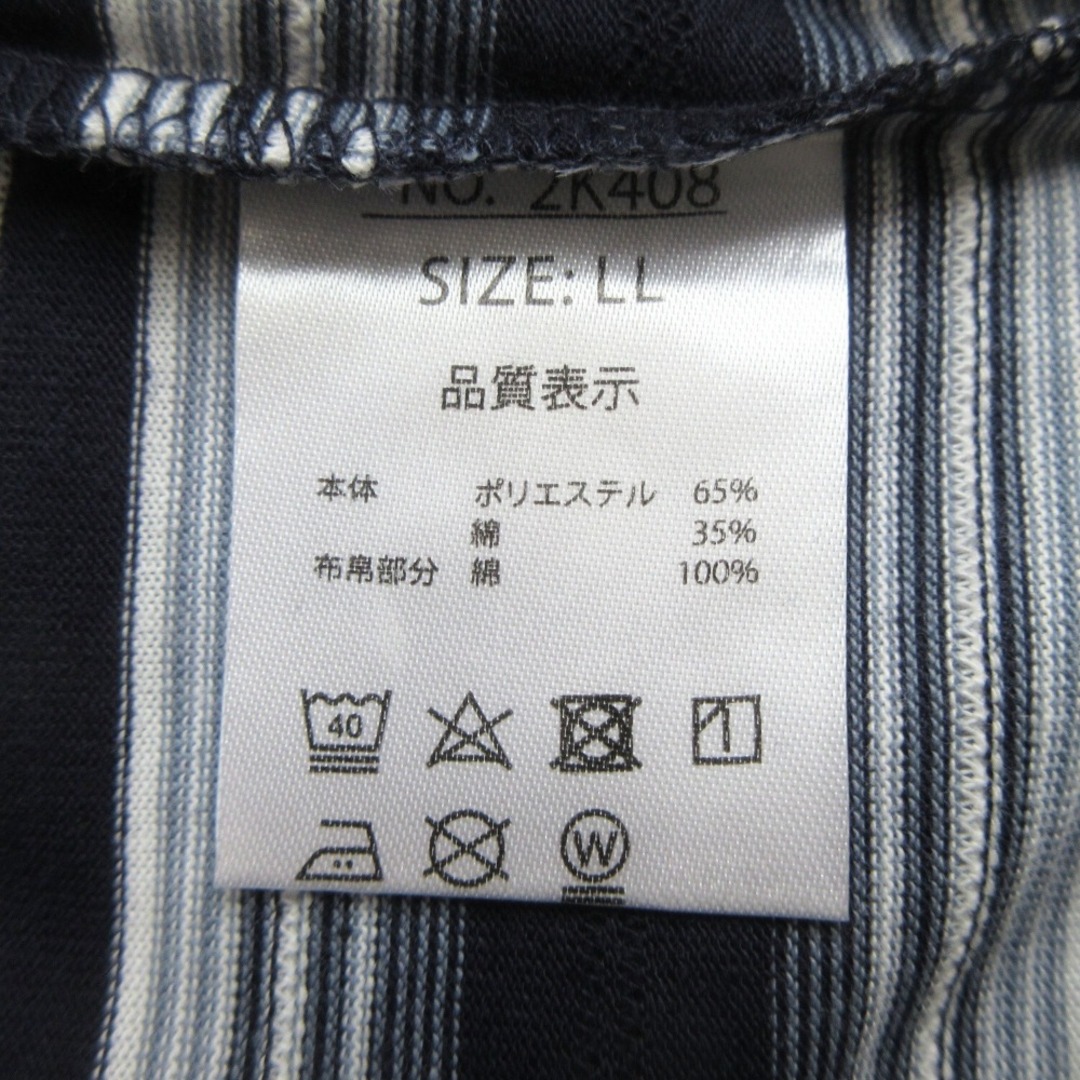 NO. 2K408
SIZE: LL
品質表示
本体 ポリエステル 65%
綿 35%
布帛部分 綿 100%
40
W